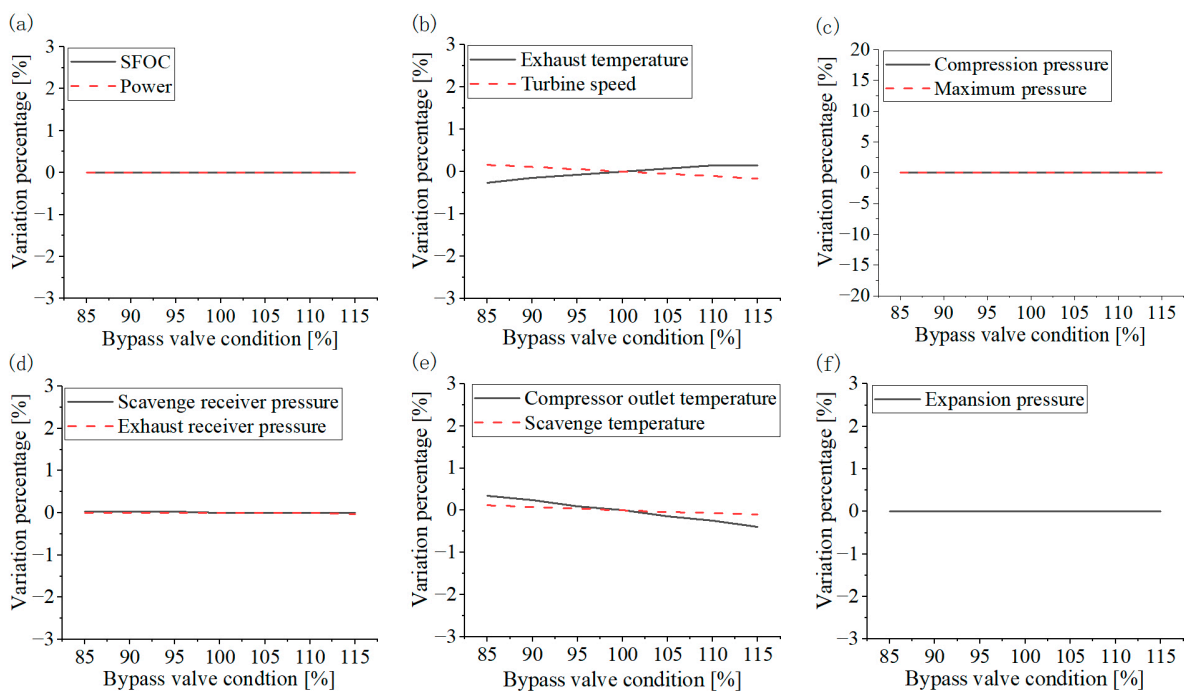 (a)
3
2
1
0
−1
−2
−3
Variation percentage [%]
SFOC
Power
85 90 95 100 105 110 115
Bypass valve condition [%]
(b)
3
2
1
0
−1
−2
−3
Variation percentage [%]
Exhaust temperature
Turbine speed
85 90 95 100 105 110 115
Bypass valve condition [%]
(c)
20
15
10
5
0
−5
−10
−15
−20
Variation percentage [%]
Compression pressure
Maximum pressure
85 90 95 100 105 110 115
Bypass valve condition [%]
(d)
3
2
1
0
−1
−2
−3
Variation percentage [%]
Scavenge receiver pressure
Exhaust receiver pressure
85 90 95 100 105 110 115
Bypass valve condition [%]
(e)
3
2
1
0
−1
−2
−3
Variation percentage [%]
Compressor outlet temperature
Scavenge temperature
85 90 95 100 105 110 115
Bypass valve condition [%]
(f)
3
2
1
0
−1
−2
−3
Variation percentage [%]
Expansion pressure
85 90 95 100 105 110 115
Bypass valve condition [%]